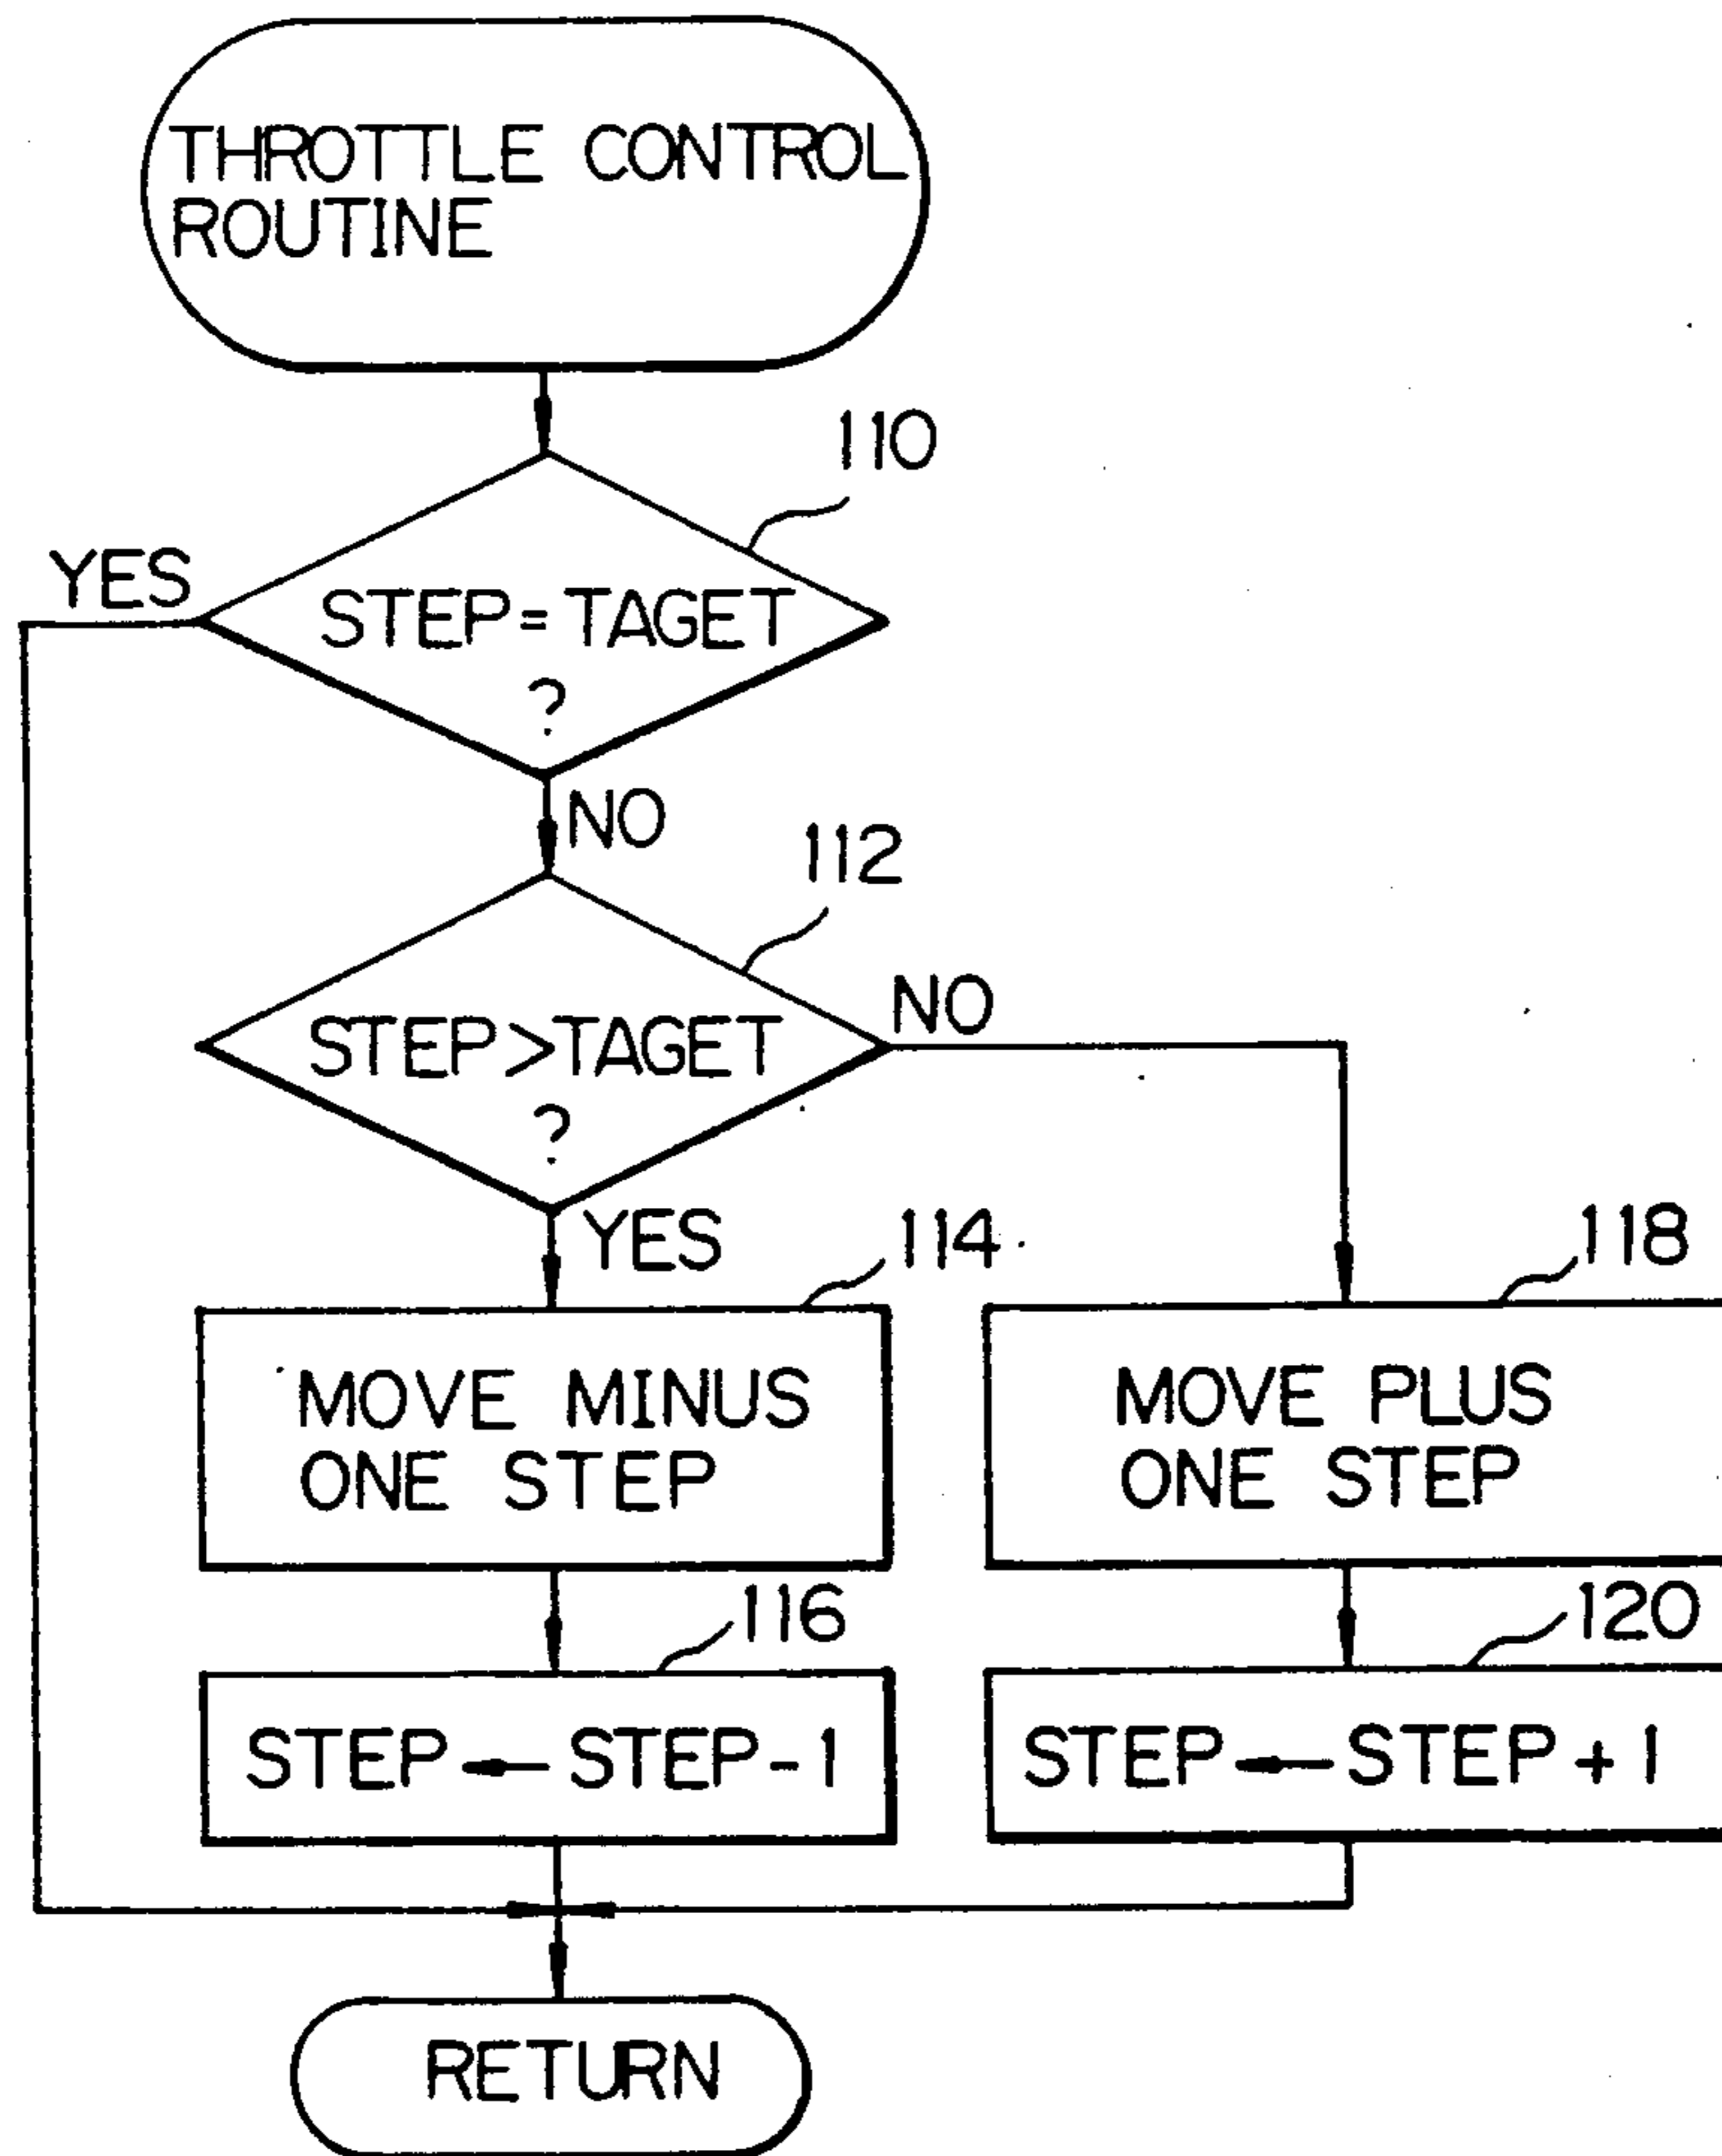 THROTTLE CONTROL
ROUTINE
110
YES
STEP=TAGET
?
NO
112
NO
STEP>TAGET
?
YES
114
118
MOVE MINUS
ONE STEP
MOVE PLUS
ONE STEP
116
120
STEP←STEP-1
STEP←STEP+1
RETURN